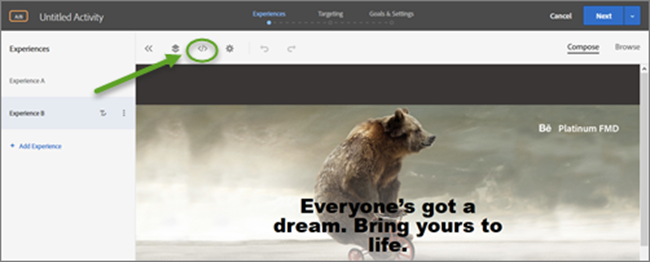 A/B Untitled Activity Experiences Targeting Goals & Settings Cancel Next
Experiences
</> Compose Browse
Experience A
Experience B
+ Add Experience
Bē Platinum FMD
Everyone's got a
dream. Bring yours to
life.